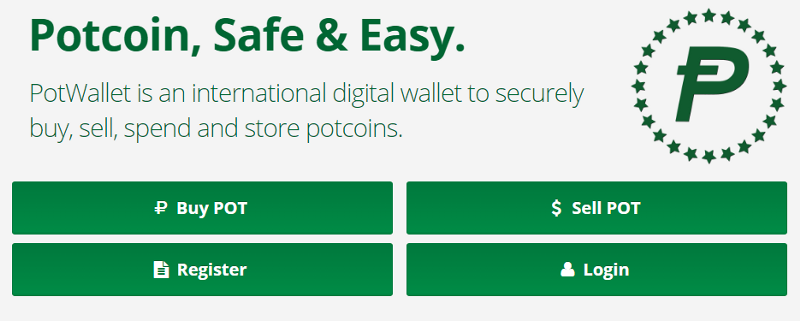 Potcoin, Safe & Easy.
PotWallet is an international digital wallet to securely
buy, sell, spend and store potcoins.
₽ Buy POT
$ Sell POT
Register
Login